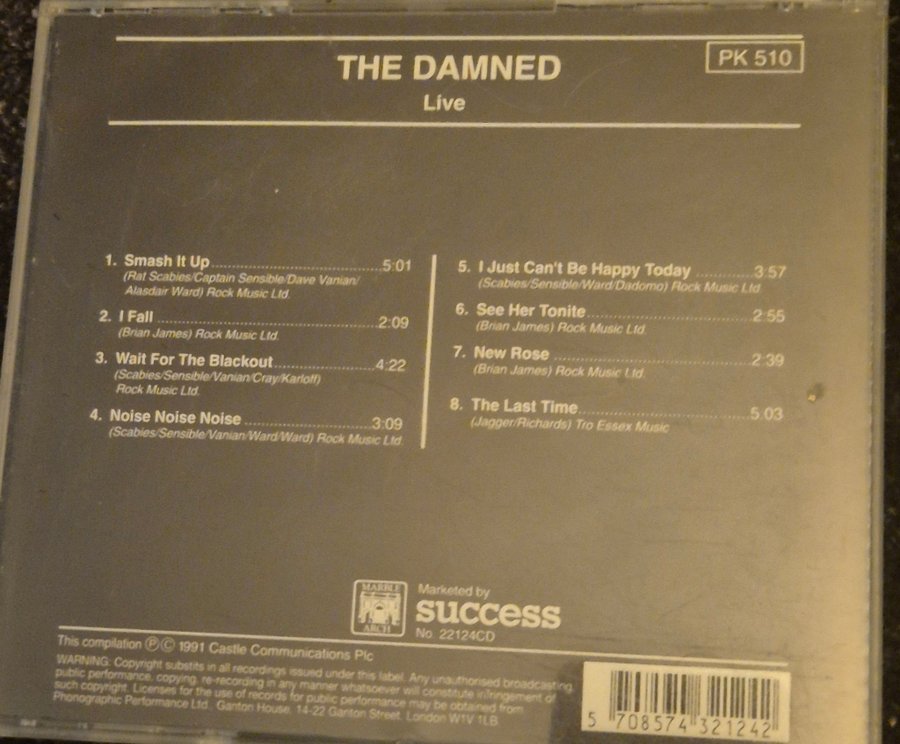 THE DAMNED
PK 510
Live
1. Smash It Up 5:01
(Rat Scabies/Captain Sensible/Dave Vanian/
Alasdair Ward) Rock Music Ltd.
2. I Fall 2:09
(Brian James) Rock Music Ltd.
3. Wait For The Blackout 4:22
(Scabies/Sensible/Vanian/Cray/Karloff)
Rock Music Ltd.
4. Noise Noise Noise 3:09
(Scabies/Sensible/Vanian/Ward/Ward) Rock Music Ltd.
5. I Just Can't Be Happy Today 3:57
(Scabies/Sensible/Ward/Dadomo) Rock Music Ltd.
6. See Her Tonite 2:55
(Brian James) Rock Music Ltd.
7. New Rose 2:39
(Brian James) Rock Music Ltd.
8. The Last Time 5:03
(Jagger/Richards) Tro Essex Music
MARBLE
ARCH
Marketed by
success
No. 22124CD
This compilation Ⓟ© 1991 Castle Communications Plc
WARNING: Copyright substits in all recordings issued under this label. Any unauthorised broadcasting,
public performance, copying, re-recording in any manner whatsoever will constitute infringement of
such copyright. Licenses for the use of records for public performance may be obtained from
Phonographic Performance Ltd., Ganton House, 14-22 Ganton Street, London W1V 1LB
5 708574 321242